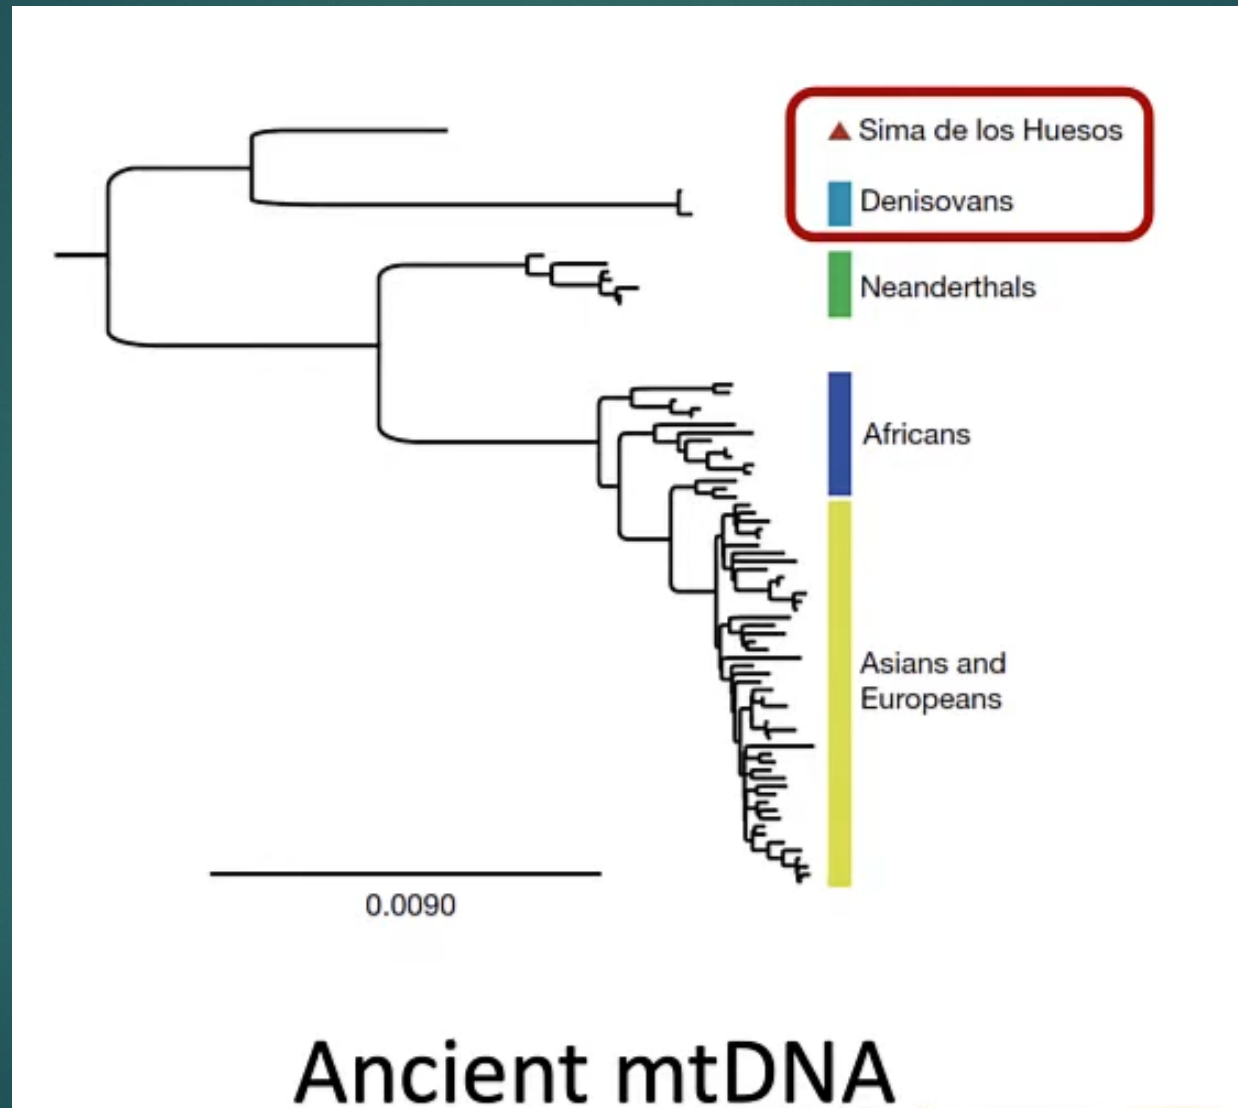 Sima de los Huesos
Denisovans
Neanderthals
Africans
Asians and
Europeans
0.0090
Ancient mtDNA